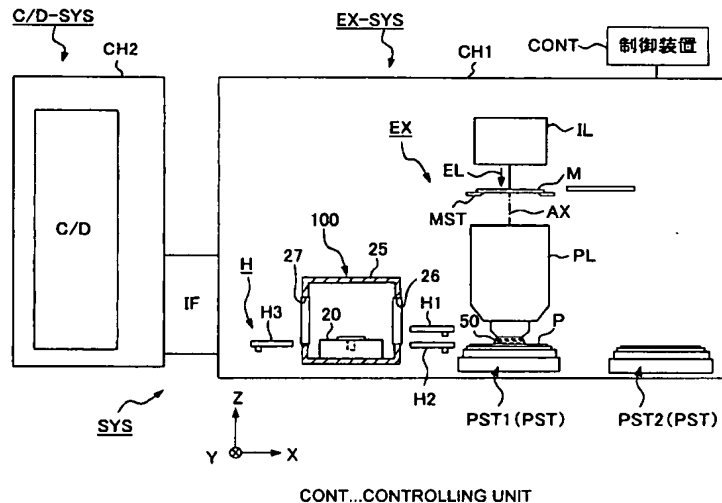 C/D-SYS
EX-SYS
CH2
CH1
CONT
制御装置
IL
EX
EL
M
MST
AX
C/D
100
25
PL
27
26
H
IF
H3
20
H1
50
P
H2
SYS
Z
Y
X
PST1(PST)
PST2(PST)
CONT...CONTROLLING UNIT